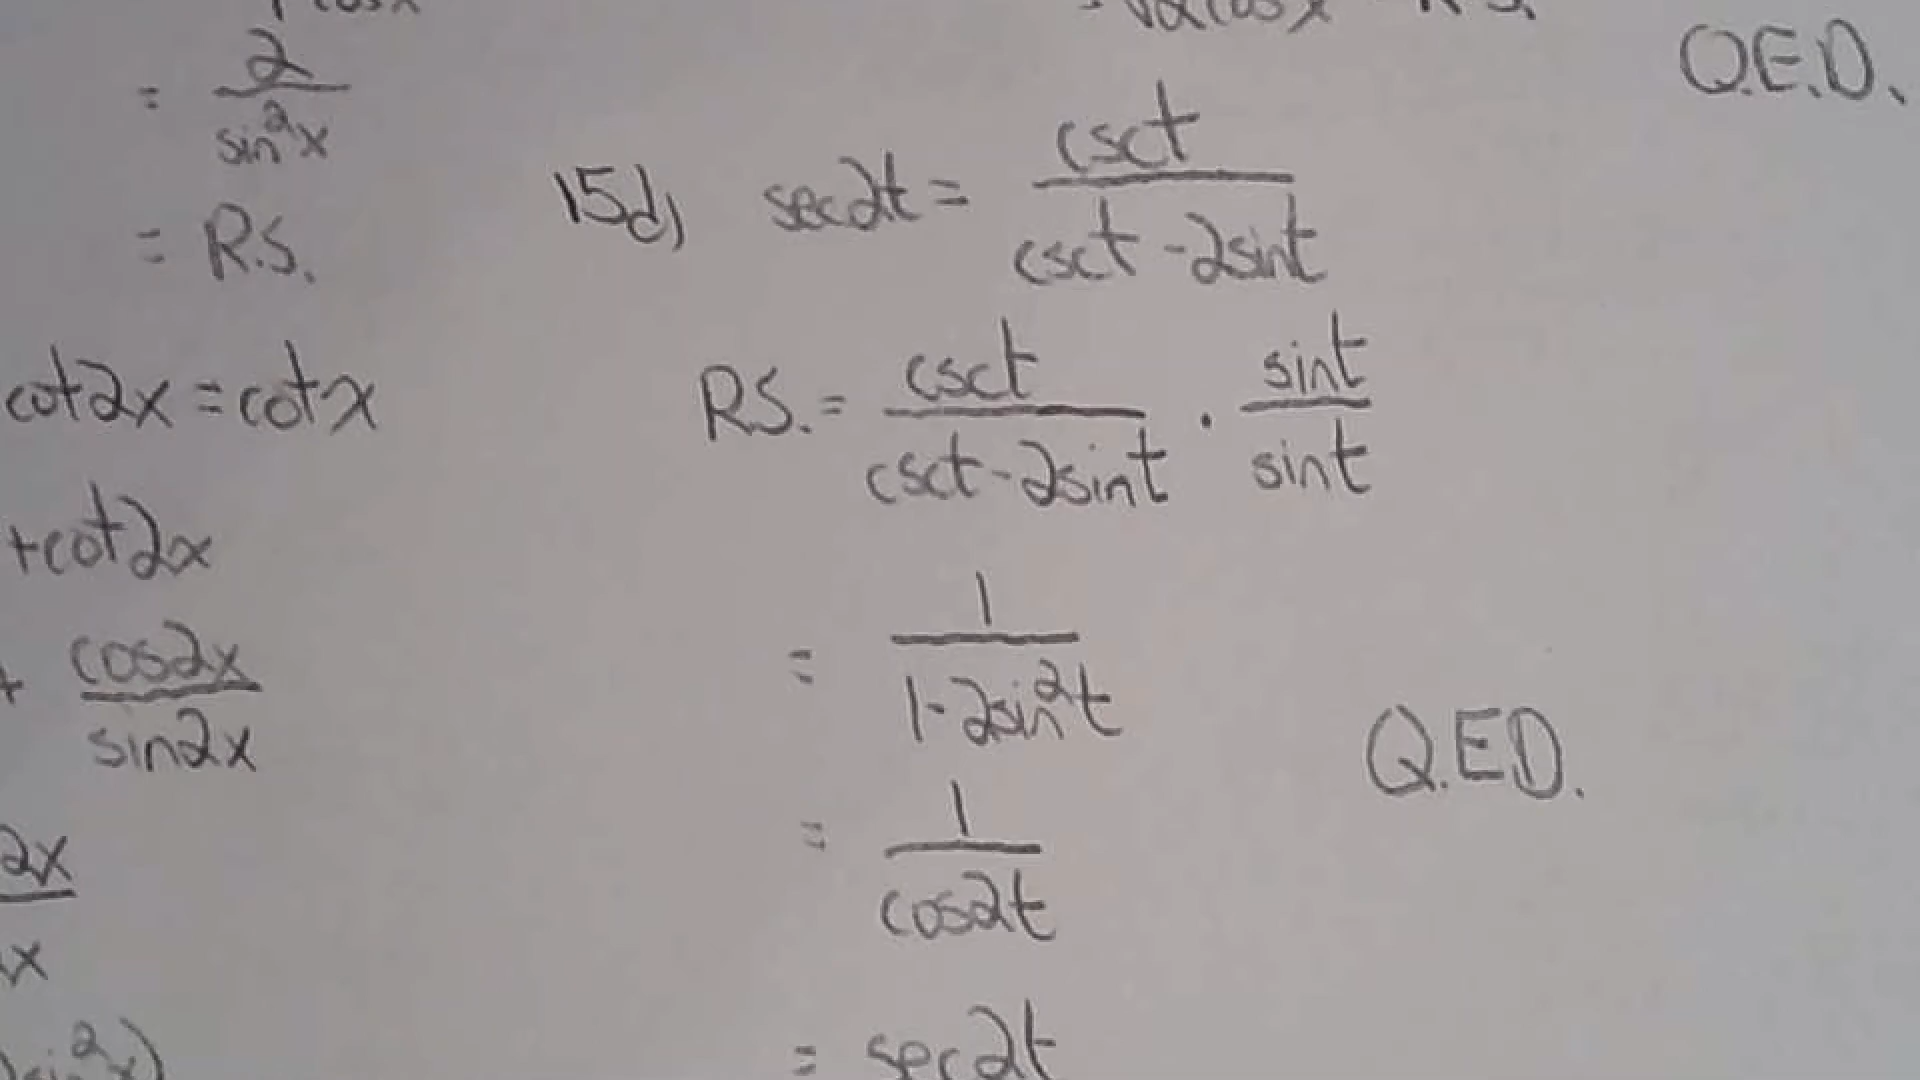 = 2/sin²x
= R.S.
cot2x = cotx
+cot2x
+ cos2x/sin2x
2x
x
Q.E.D.
15d) sec2t = csct/(csct-2sint)
R.S. = csct/(csct-2sint) · sint/sint
= 1/(1-2sin²t)
= 1/cos2t
Q.E.D.
= sec2t